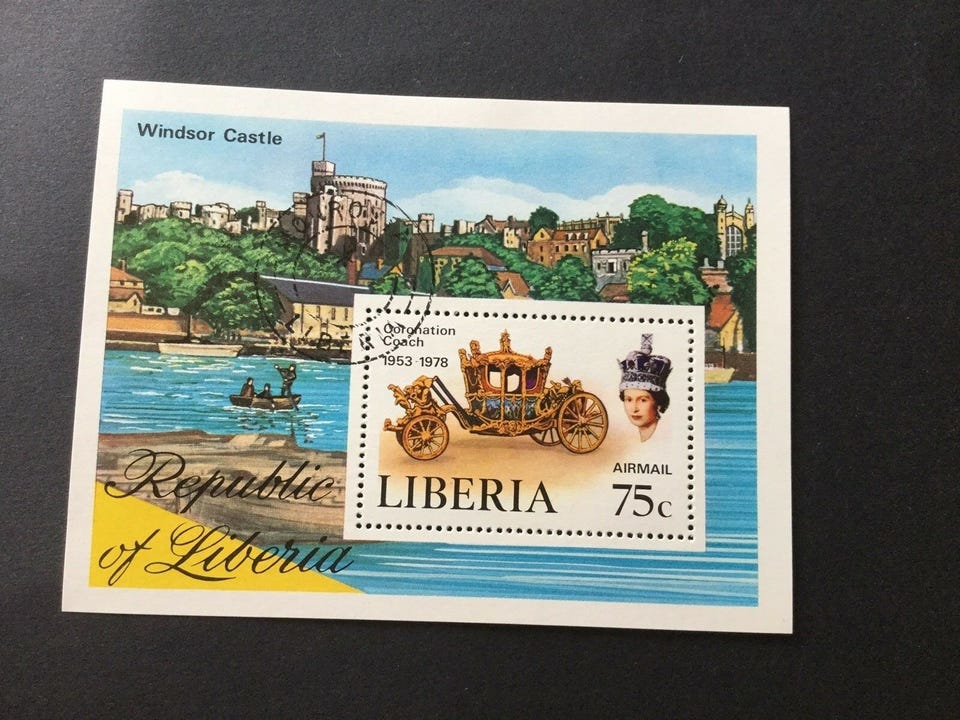 Windsor Castle
Coronation
Coach
1953-1978
AIRMAIL
LIBERIA
75c
Republic
of Liberia